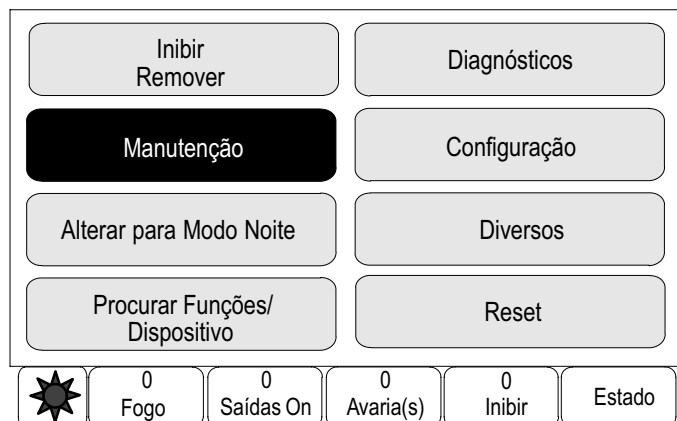 Inibir
Remover
Diagnósticos
Manutenção
Configuração
Alterar para Modo Noite
Diversos
Procurar Funções/
Dispositivo
Reset
0
Fogo
0
Saídas On
0
Avaria(s)
0
Inibir
Estado